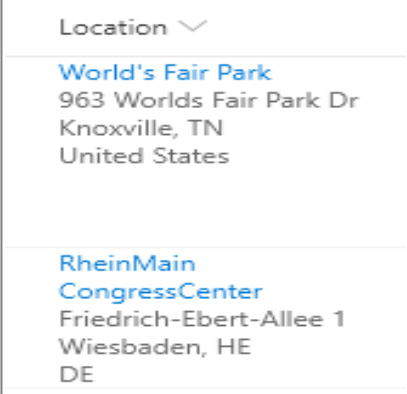 Location
World's Fair Park
963 Worlds Fair Park Dr
Knoxville, TN
United States
RheinMain
CongressCenter
Friedrich-Ebert-Allee 1
Wiesbaden, HE
DE